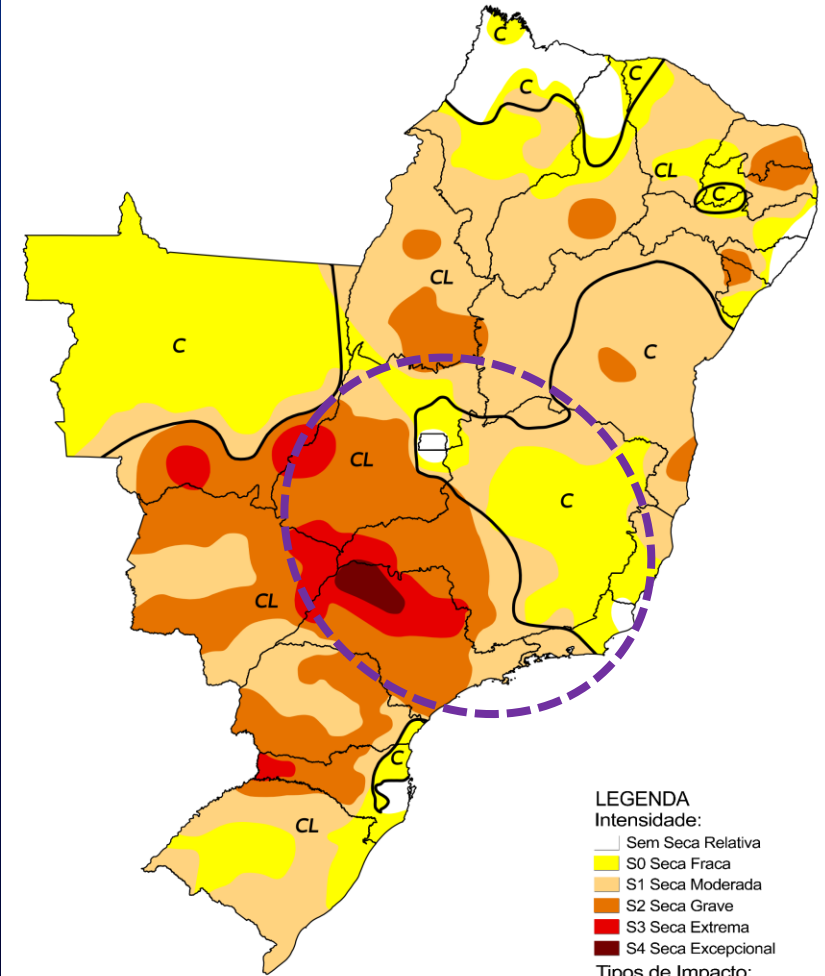 C
C
C
CL
C
CL
C
C
CL
C
CL
C
CL
LEGENDA
Intensidade:
Sem Seca Relativa
S0 Seca Fraca
S1 Seca Moderada
S2 Seca Grave
S3 Seca Extrema
S4 Seca Excepcional
Tipos de Impacto: